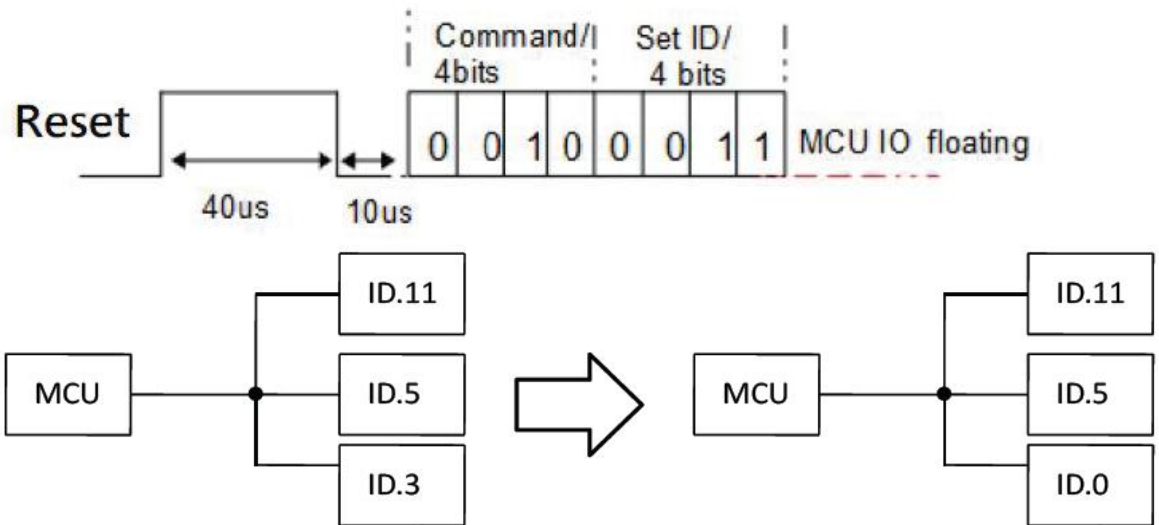 Command/ Set ID/
4bits 4 bits
Reset 0 0 1 0 0 0 1 1 MCU IO floating
40us 10us
ID.11 ID.11
MCU ID.5 MCU ID.5
ID.3 ID.0